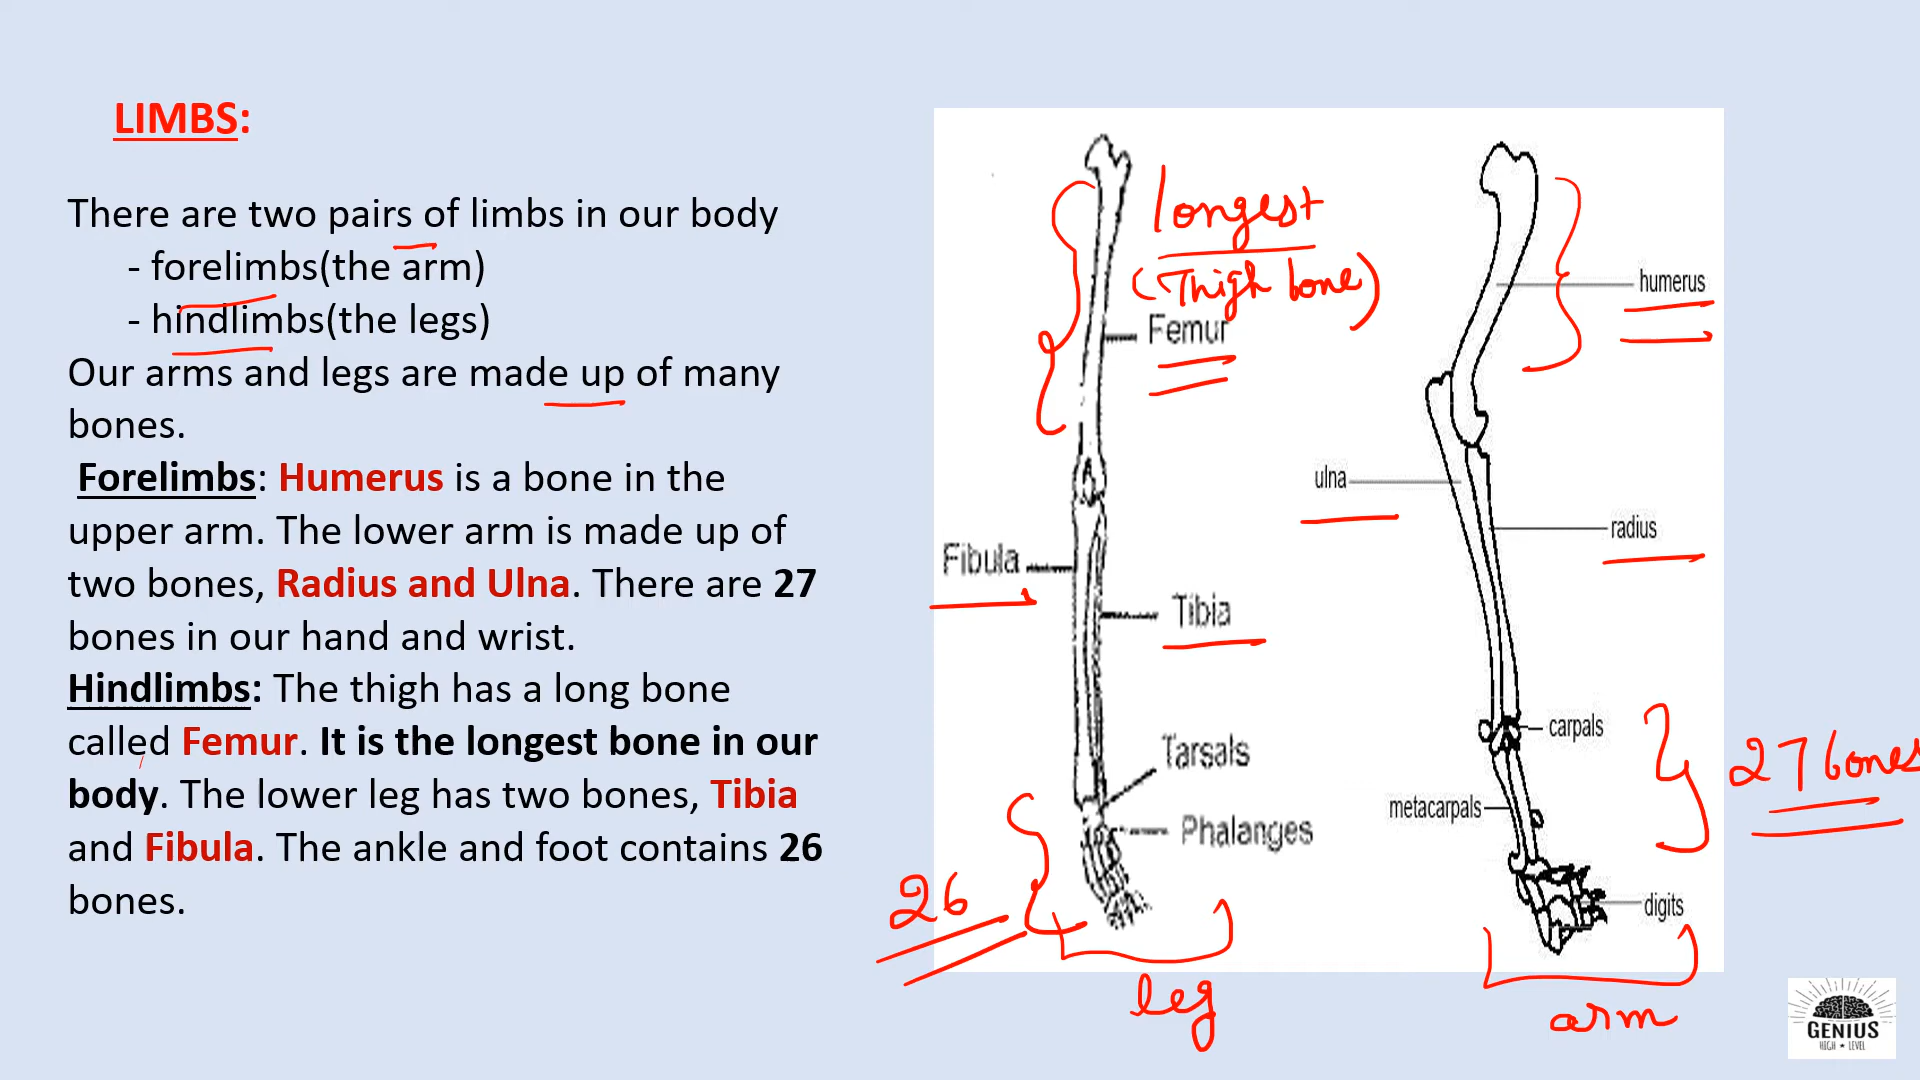 LIMBS:
There are two pairs of limbs in our body
- forelimbs(the arm)
- hindlimbs(the legs)
Our arms and legs are made up of many
bones.
Forelimbs: Humerus is a bone in the
upper arm. The lower arm is made up of
two bones, Radius and Ulna. There are 27
bones in our hand and wrist.
Hindlimbs: The thigh has a long bone
called Femur. It is the longest bone in our
body. The lower leg has two bones, Tibia
and Fibula. The ankle and foot contains 26
bones.
longest
(Thigh bone)
Femur
Fibula
Tibia
Tarsals
Phalanges
26
leg
humerus
ulna
radius
carpals
metacarpals
27 bones
digits
arm
GENIUS
HIGH ★ LEVEL